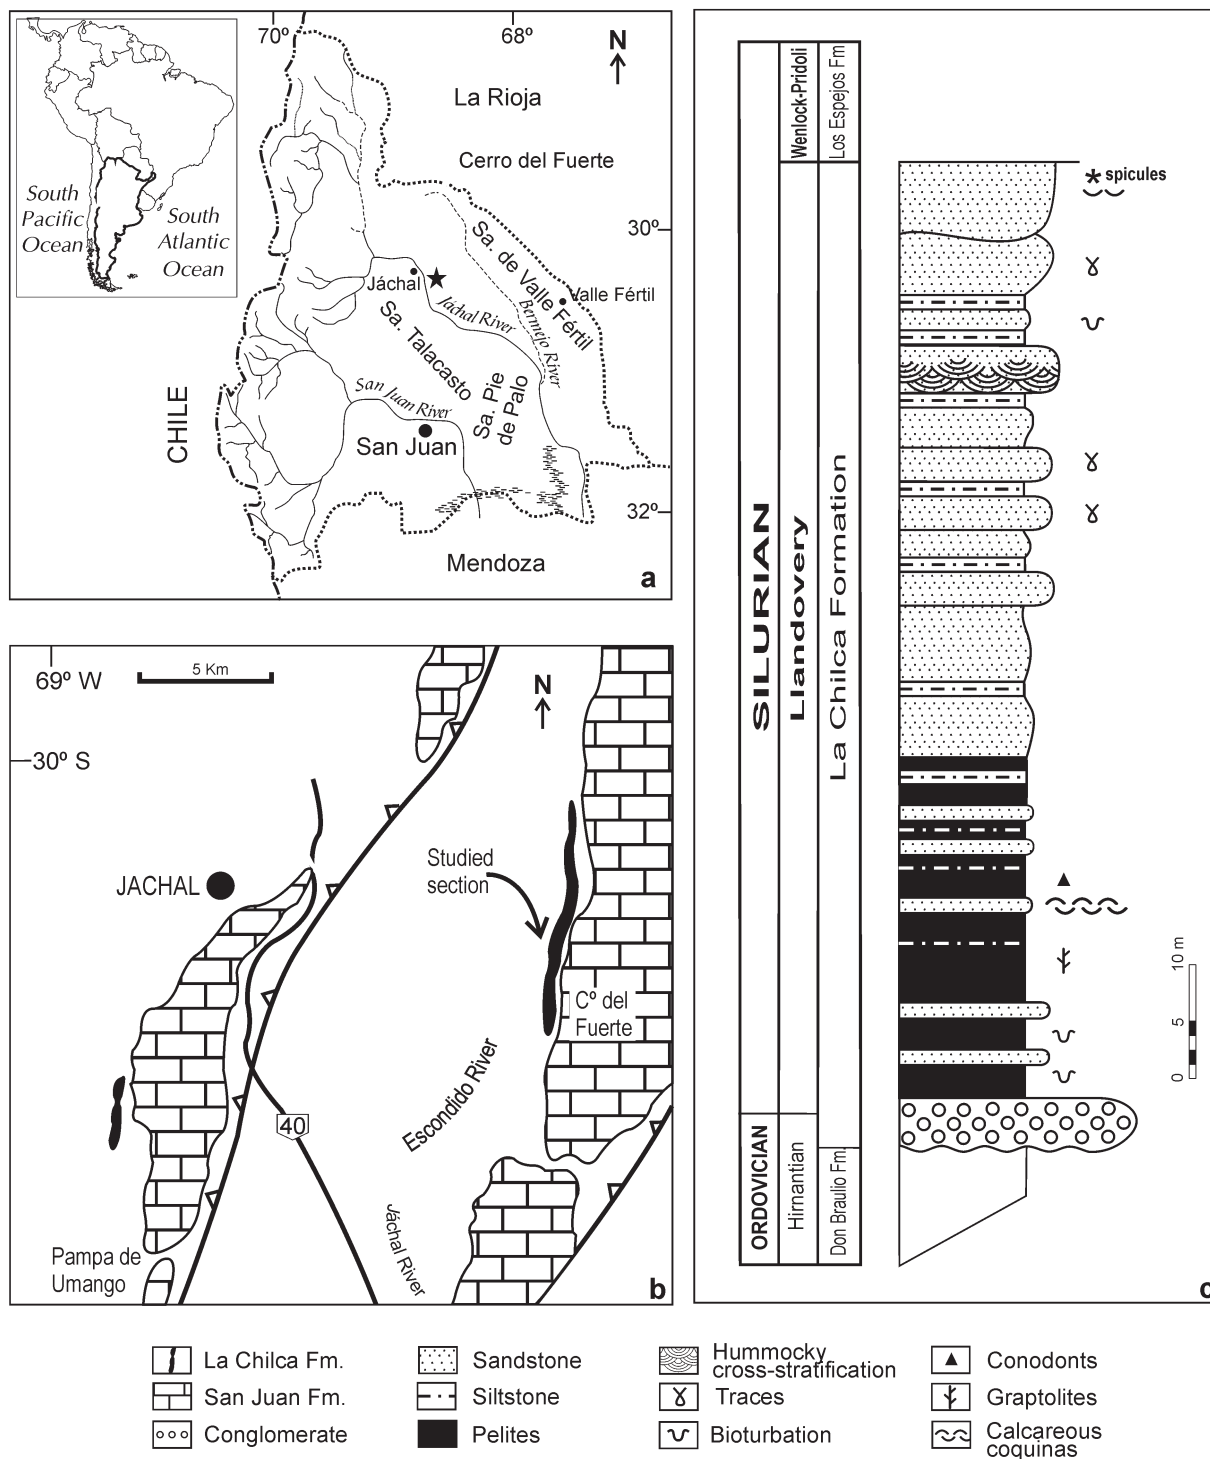 70º
68º
N
La Rioja
Cerro del Fuerte
South
Pacific
Ocean
South
Atlantic
Ocean
30º
Sa. de Valle Fértil
Valle Fértil
Jáchal
Jáchal River
Bermejo River
Sa. Talacasto
Sa. Pie
de Palo
San Juan River
San Juan
CHILE
32º
Mendoza
a
69º W
5 Km
N
30º S
JACHAL
Studied
section
Cº del
Fuerte
Escondido River
40
Jáchal River
Pampa de
Umango
b
SILURIAN
ORDOVICIAN
Wenlock-Pridoli
Llandovery
Hirnantian
Los Espejos Fm
La Chilca Formation
Don Braulio Fm.
spicules
10 m
5
0
c
La Chilca Fm.
San Juan Fm.
Conglomerate
Sandstone
Siltstone
Pelites
Hummocky
cross-stratification
Traces
Bioturbation
Conodonts
Graptolites
Calcareous
coquinas